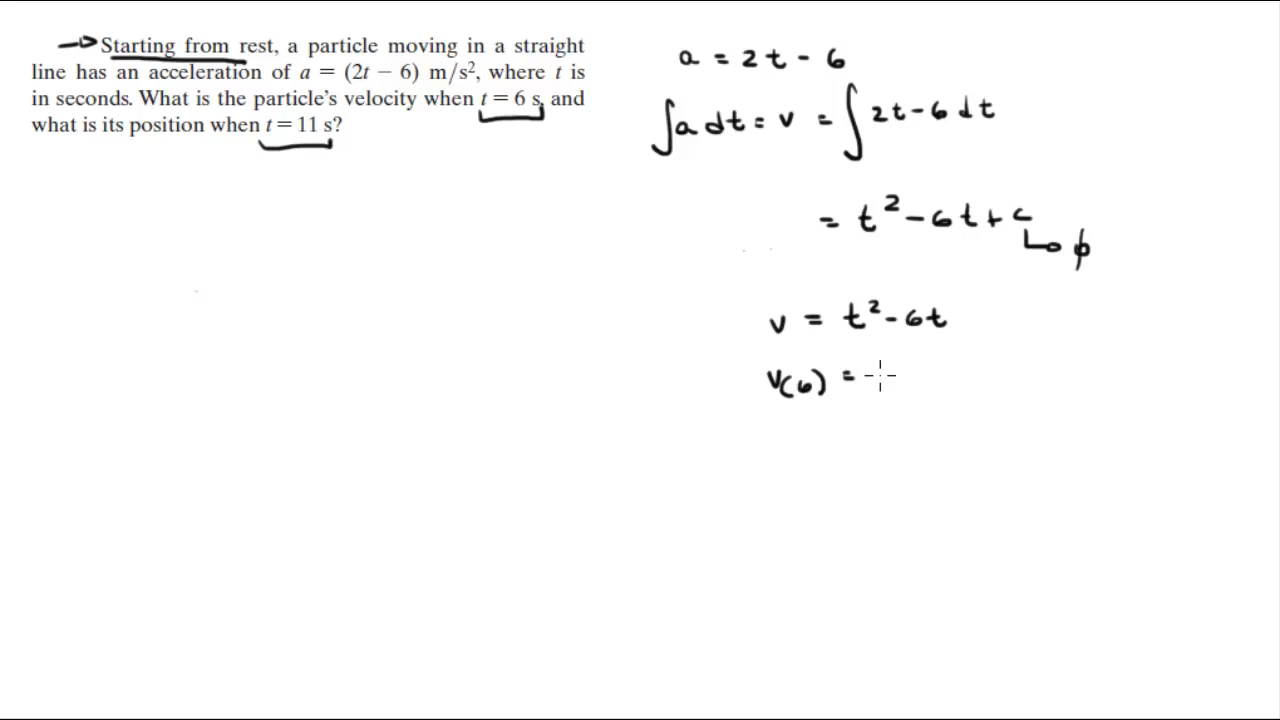 Starting from rest, a particle moving in a straight
line has an acceleration of a = (2t − 6) m/s², where t is
in seconds. What is the particle's velocity when t = 6 s, and
what is its position when t = 11 s?
a = 2t - 6
∫a dt = v = ∫2t-6 dt
= t² - 6t + c
↳ ϕ
v = t² - 6t
v(6) =